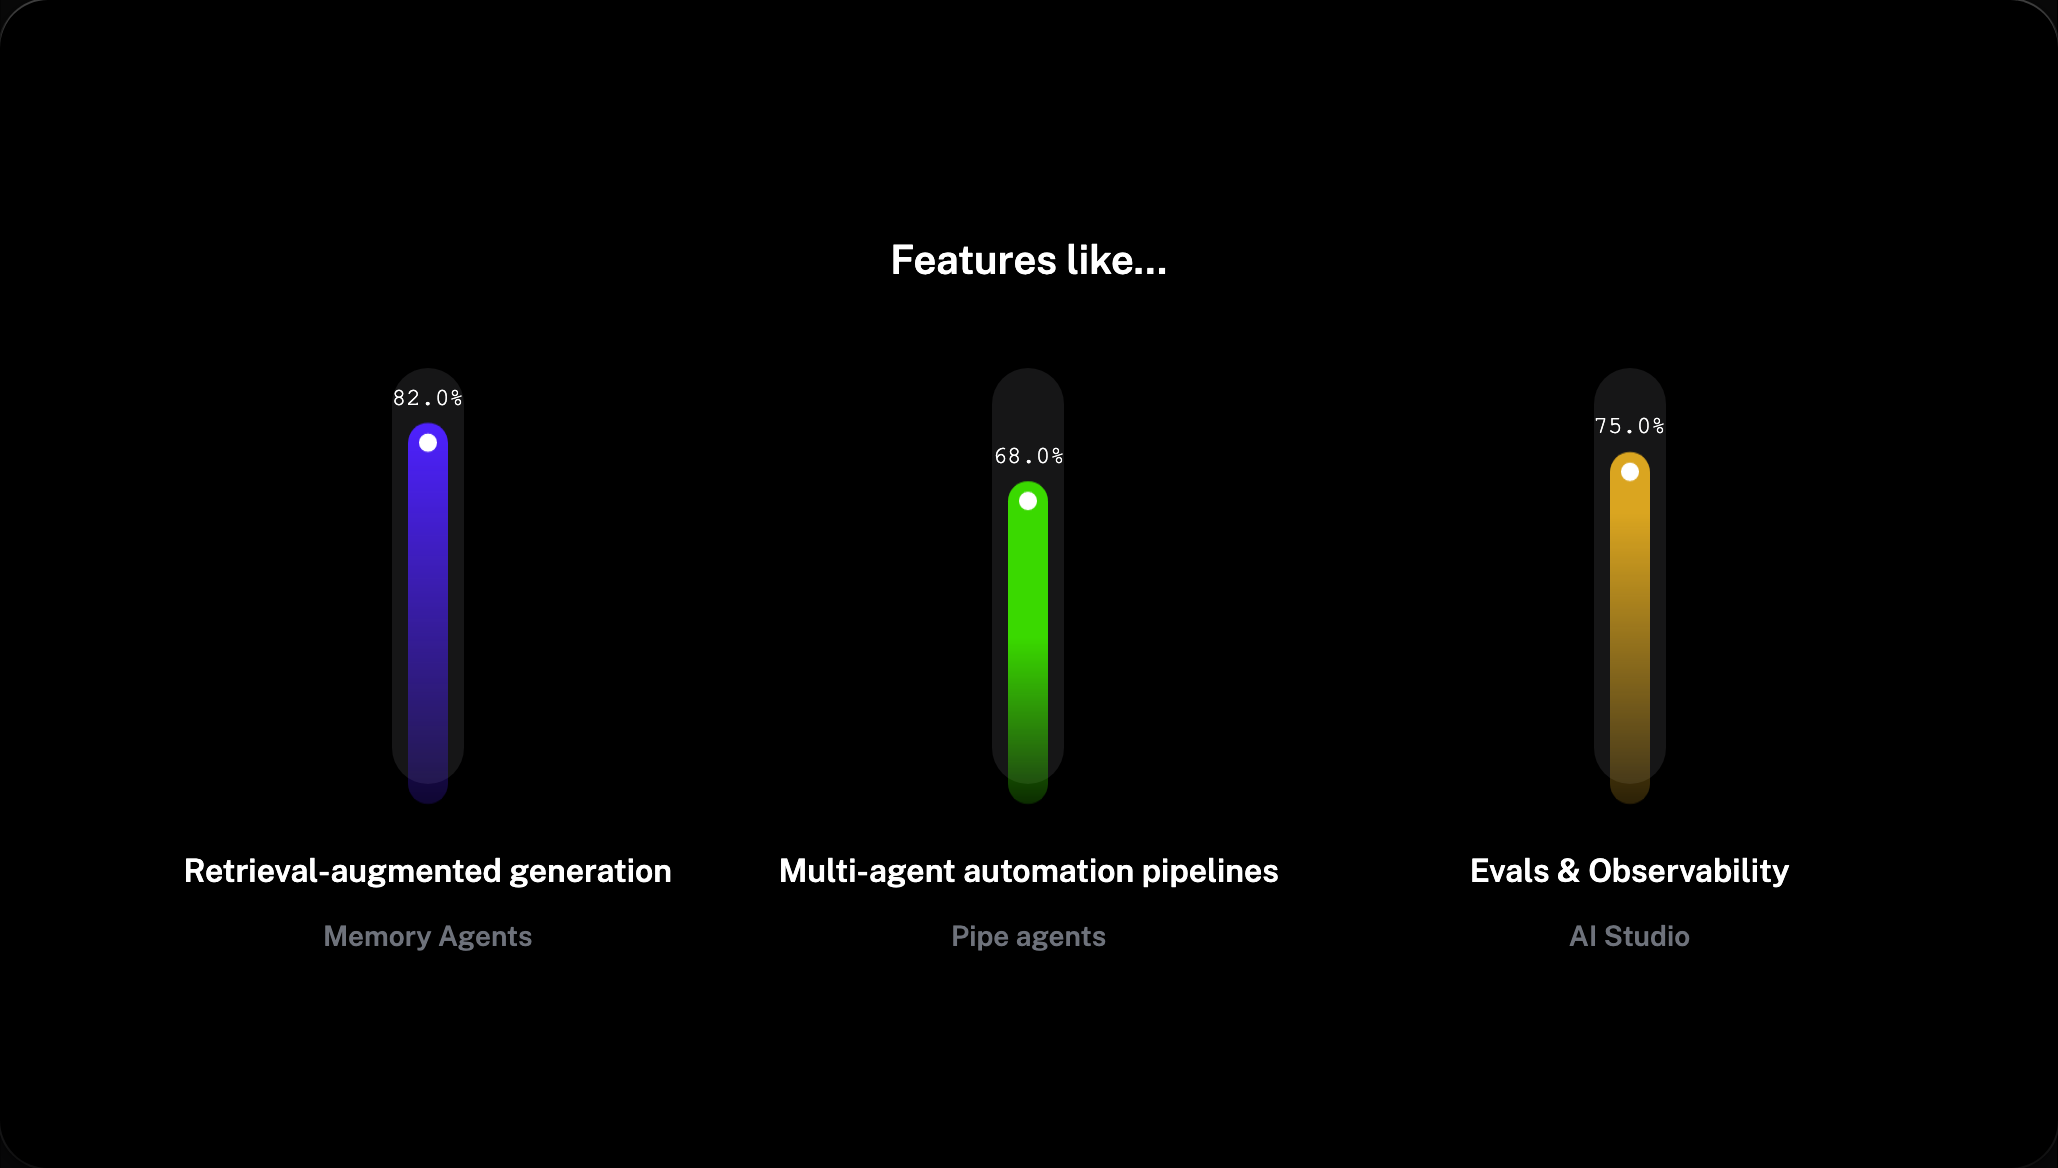 Features like...
82.0%
68.0%
75.0%
Retrieval-augmented generation
Multi-agent automation pipelines
Evals & Observability
Memory Agents
Pipe agents
AI Studio